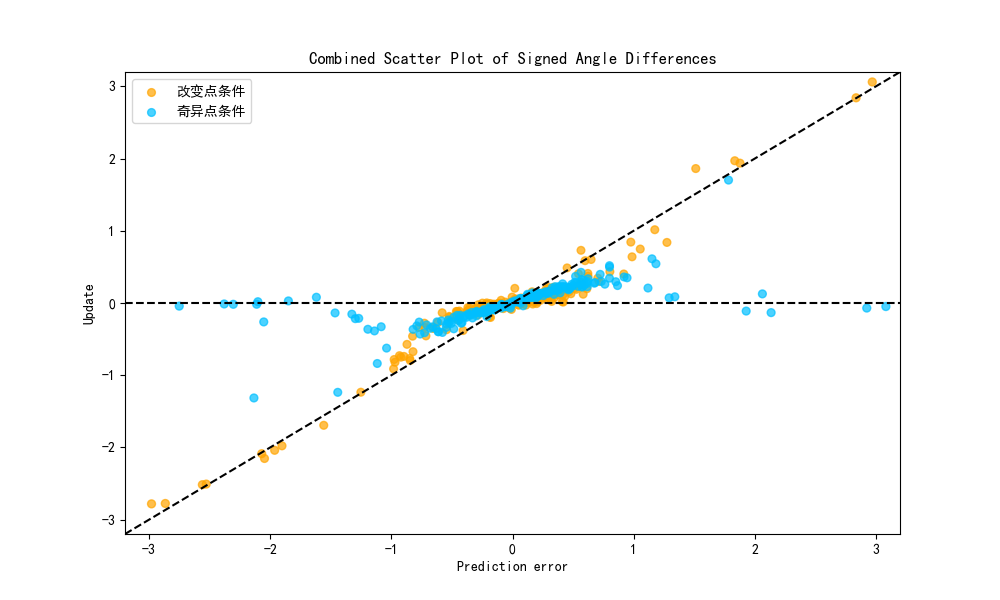 Combined Scatter Plot of Signed Angle Differences
改变点条件
奇异点条件
3
2
1
0
−1
−2
−3
Update
−3 −2 −1 0 1 2 3
Prediction error